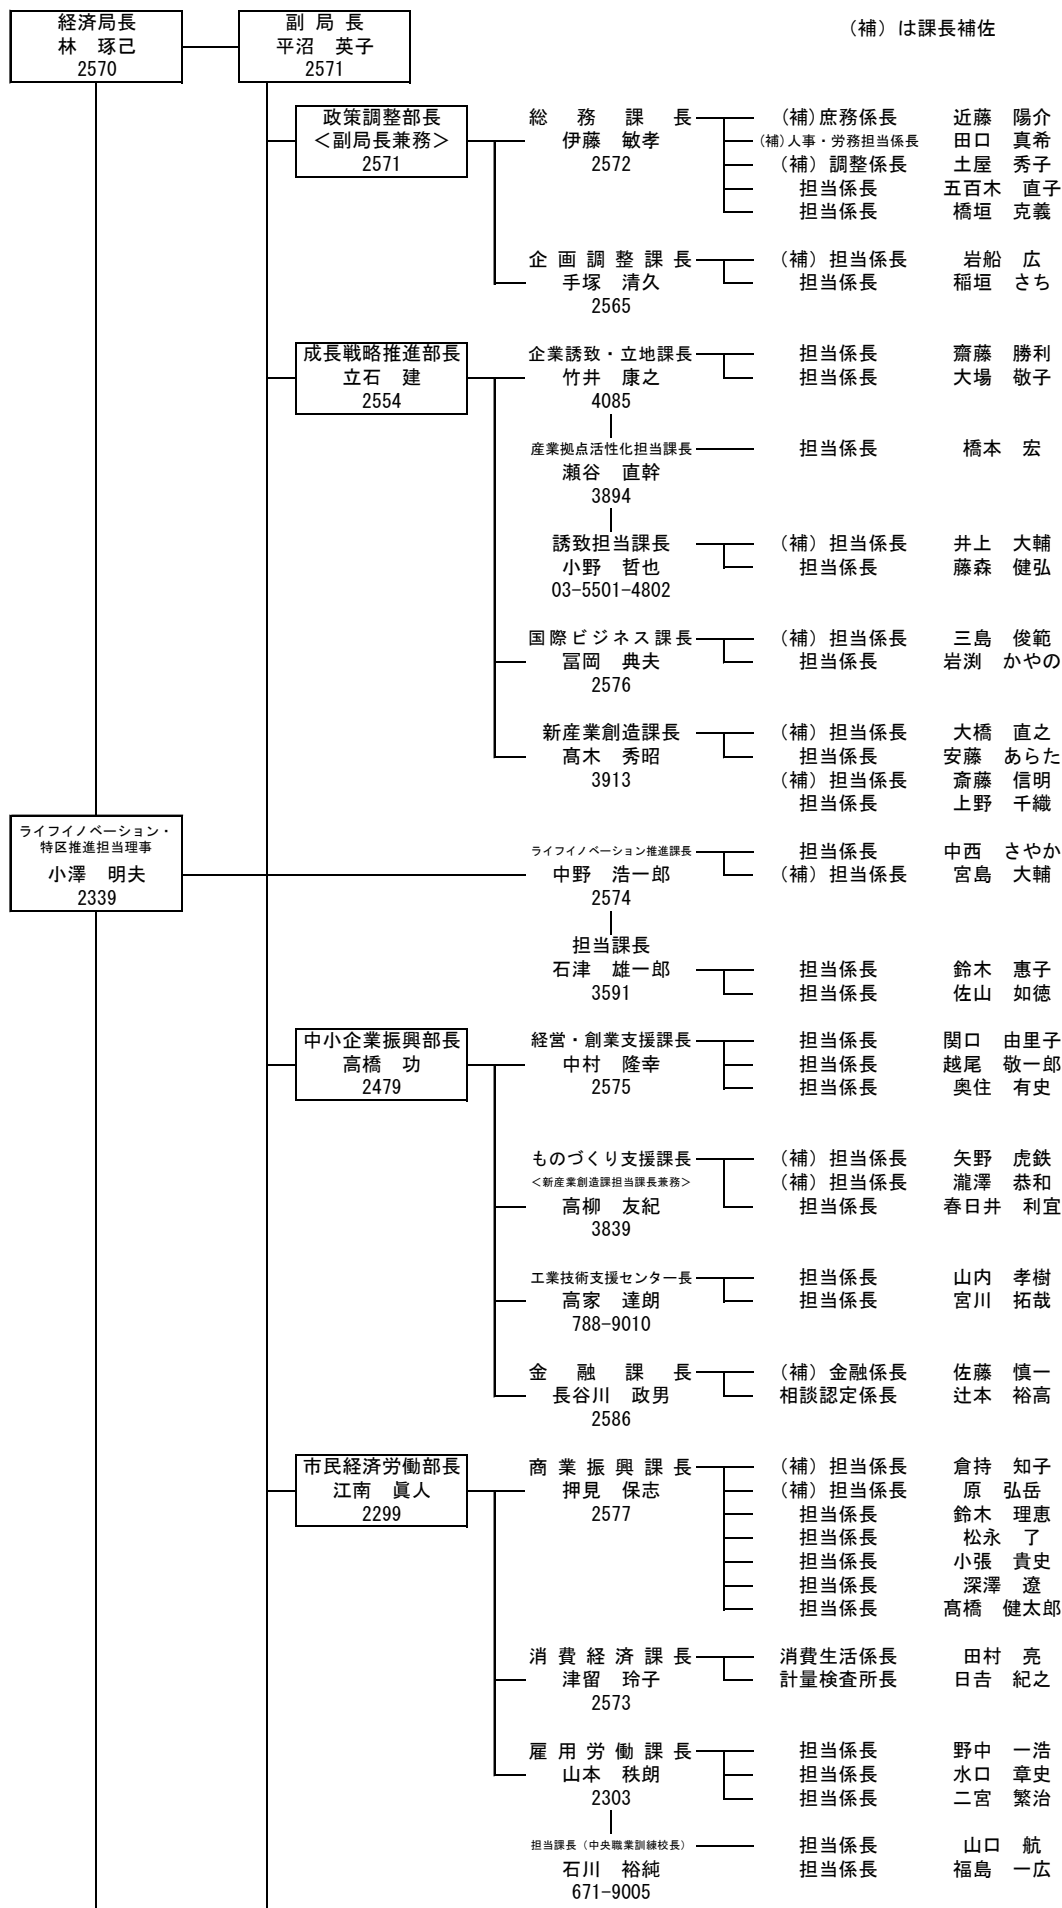 経済局長　副局長　（補）は課長補佐
林　琢己　平沼　英子
2570　2571
政策調整部長　総務課長　（補）庶務係長　近藤　陽介
＜副局長兼務＞　伊藤　敏孝　（補）人事・労務担当係長　田口　真希
2571　2572　（補）調整係長　土屋　秀子
担当係長　五百木　直子
担当係長　橋垣　克義
企画調整課長　（補）担当係長　岩船　広
手塚　清久　担当係長　稲垣　さち
2565
成長戦略推進部長　企業誘致・立地課長　担当係長　齋藤　勝利
立石　建　竹井　康之　担当係長　大場　敬子
2554　4085
産業拠点活性化担当課長　担当係長　橋本　宏
瀬谷　直幹
3894
誘致担当課長　（補）担当係長　井上　大輔
小野　哲也　担当係長　藤森　健弘
03-5501-4802
国際ビジネス課長　（補）担当係長　三島　俊範
冨岡　典夫　担当係長　岩渕　かやの
2576
新産業創造課長　（補）担当係長　大橋　直之
髙木　秀昭　担当係長　安藤　あらた
3913　（補）担当係長　斎藤　信明
担当係長　上野　千織
ライフイノベーション・
特区推進担当理事　ライフイノベーション推進課長　担当係長　中西　さやか
小澤　明夫　中野　浩一郎　（補）担当係長　宮島　大輔
2339　2574
担当課長
石津　雄一郎　担当係長　鈴木　惠子
3591　担当係長　佐山　如徳
中小企業振興部長　経営・創業支援課長　担当係長　関口　由里子
高橋　功　中村　隆幸　担当係長　越尾　敬一郎
2479　2575　担当係長　奥住　有史
ものづくり支援課長　（補）担当係長　矢野　虎鉄
＜新産業創造課担当課長兼務＞　（補）担当係長　瀧澤　恭和
高柳　友紀　担当係長　春日井　利宜
3839
工業技術支援センター長　担当係長　山内　孝樹
高家　達朗　担当係長　宮川　拓哉
788-9010
金融課長　（補）金融係長　佐藤　慎一
長谷川　政男　相談認定係長　辻本　裕高
2586
市民経済労働部長　商業振興課長　（補）担当係長　倉持　知子
江南　眞人　押見　保志　（補）担当係長　原　弘岳
2299　2577　担当係長　鈴木　理恵
担当係長　松永　了
担当係長　小張　貴史
担当係長　深澤　遼
担当係長　髙橋　健太郎
消費経済課長　消費生活係長　田村　亮
津留　玲子　計量検査所長　日吉　紀之
2573
雇用労働課長　担当係長　野中　一浩
山本　秩朗　担当係長　水口　章史
2303　担当係長　二宮　繁治
担当課長（中央職業訓練校長）　担当係長　山口　航
石川　裕純　担当係長　福島　一広
671-9005